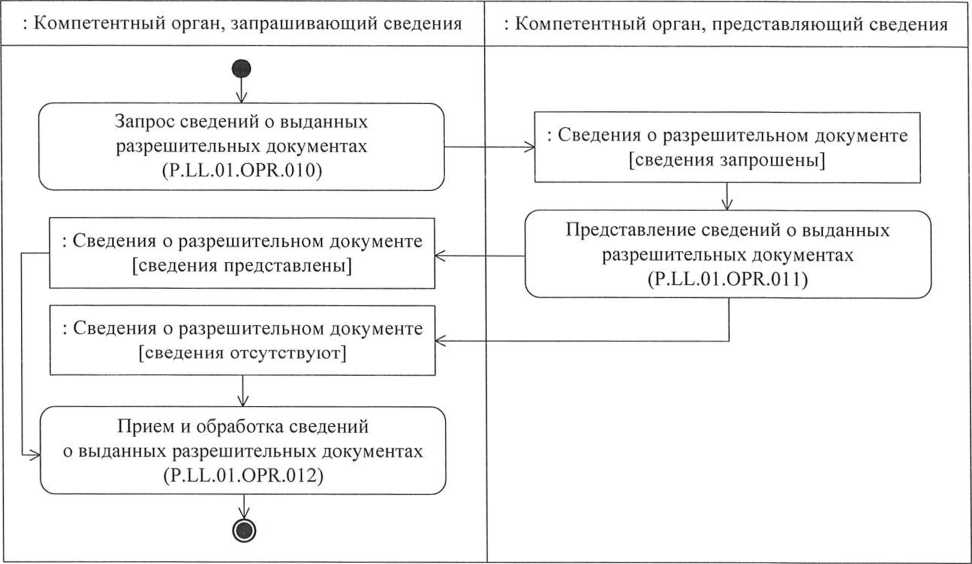 : Компетентный орган, запрашивающий сведения
: Компетентный орган, представляющий сведения
Запрос сведений о выданных
разрешительных документах
(P.LL.01.OPR.010)
: Сведения о разрешительном документе
[сведения запрошены]
Представление сведений о выданных
разрешительных документах
(P.LL.01.OPR.011)
: Сведения о разрешительном документе
[сведения представлены]
: Сведения о разрешительном документе
[сведения отсутствуют]
Прием и обработка сведений
о выданных разрешительных документах
(P.LL.01.OPR.012)